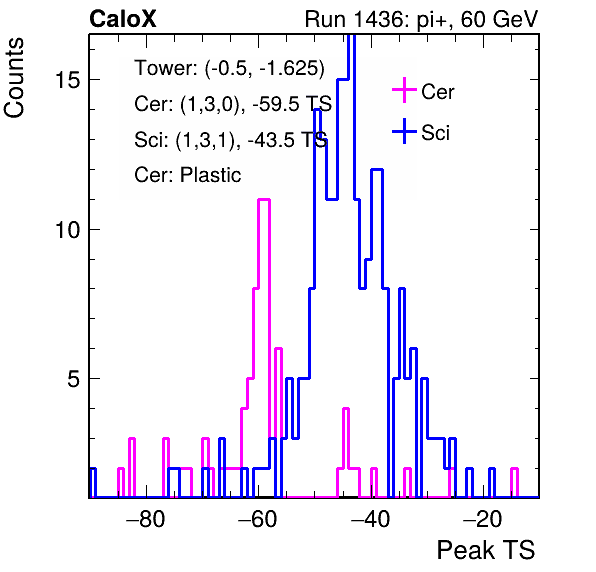 CaloX Run 1436: pi+, 60 GeV
Counts
Tower: (-0.5, -1.625)
Cer: (1,3,0), -59.5 TS
Sci: (1,3,1), -43.5 TS
Cer: Plastic
Cer
Sci
15
10
5
−80 −60 −40 −20
Peak TS